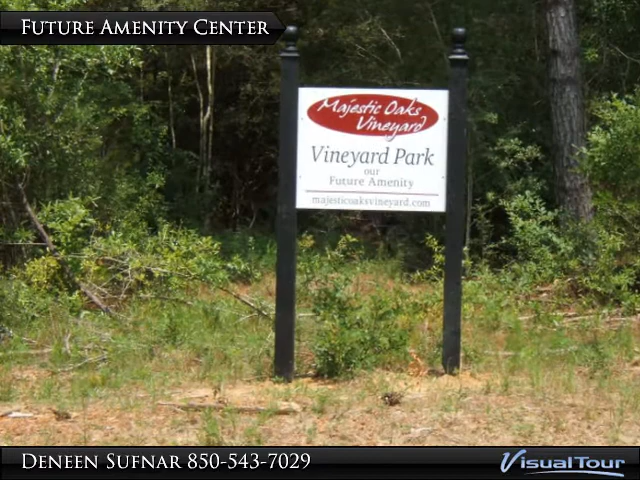 Future Amenity Center
Majestic Oaks
Vineyard
Vineyard Park
our
Future Amenity
majesticoaksvineyard.com
Deneen Sufnar 850-543-7029
VisualTour